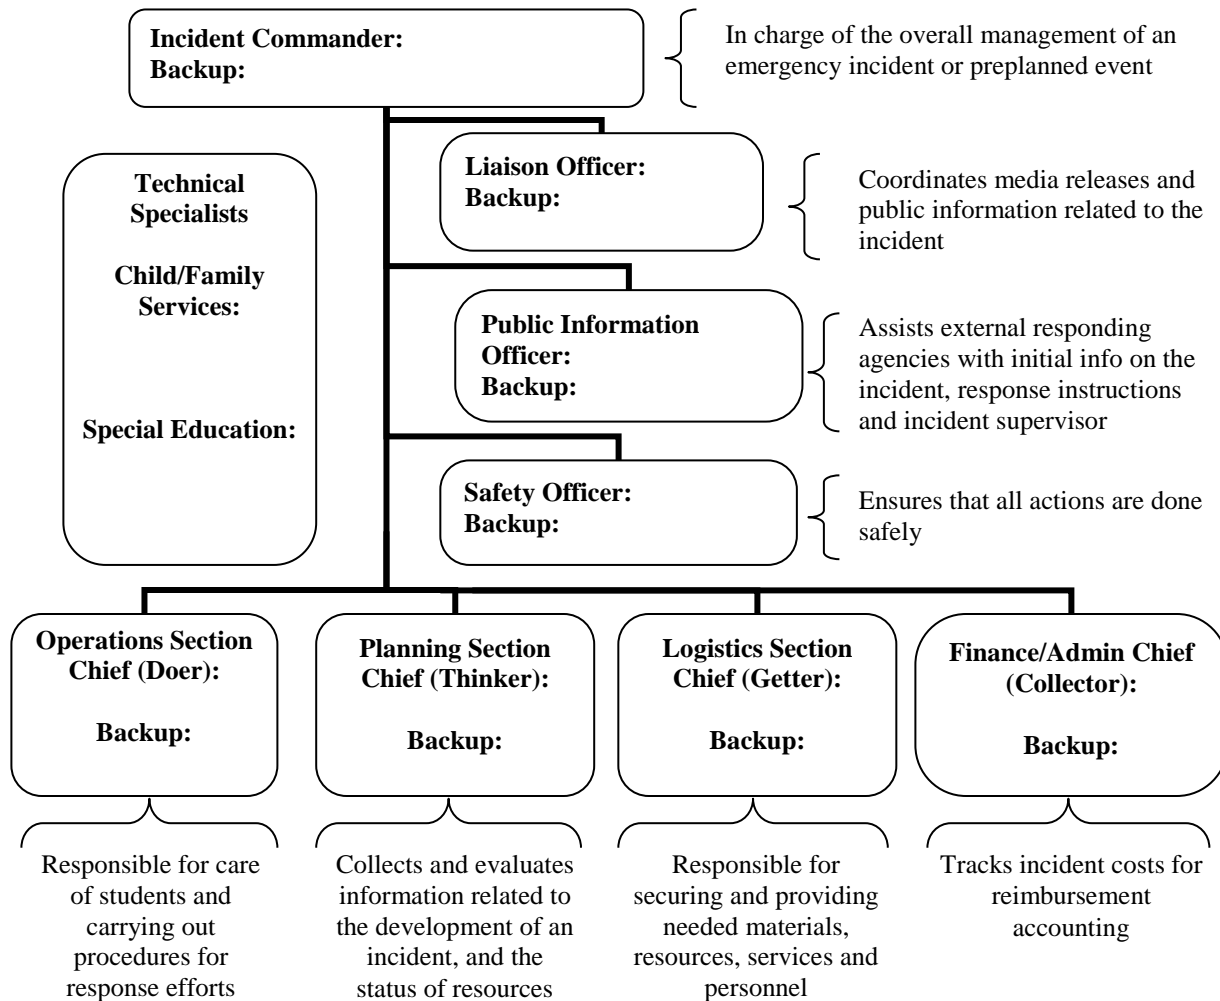 Incident Commander:
Backup:
In charge of the overall management of an
emergency incident or preplanned event
Technical
Specialists
Child/Family
Services:
Special Education:
Liaison Officer:
Backup:
Coordinates media releases and
public information related to the
incident
Public Information
Officer:
Backup:
Assists external responding
agencies with initial info on the
incident, response instructions
and incident supervisor
Safety Officer:
Backup:
Ensures that all actions are done
safely
Operations Section
Chief (Doer):
Backup:
Planning Section
Chief (Thinker):
Backup:
Logistics Section
Chief (Getter):
Backup:
Finance/Admin Chief
(Collector):
Backup:
Responsible for care
of students and
carrying out
procedures for
response efforts
Collects and evaluates
information related to
the development of an
incident, and the
status of resources
Responsible for
securing and providing
needed materials,
resources, services and
personnel
Tracks incident costs for
reimbursement
accounting